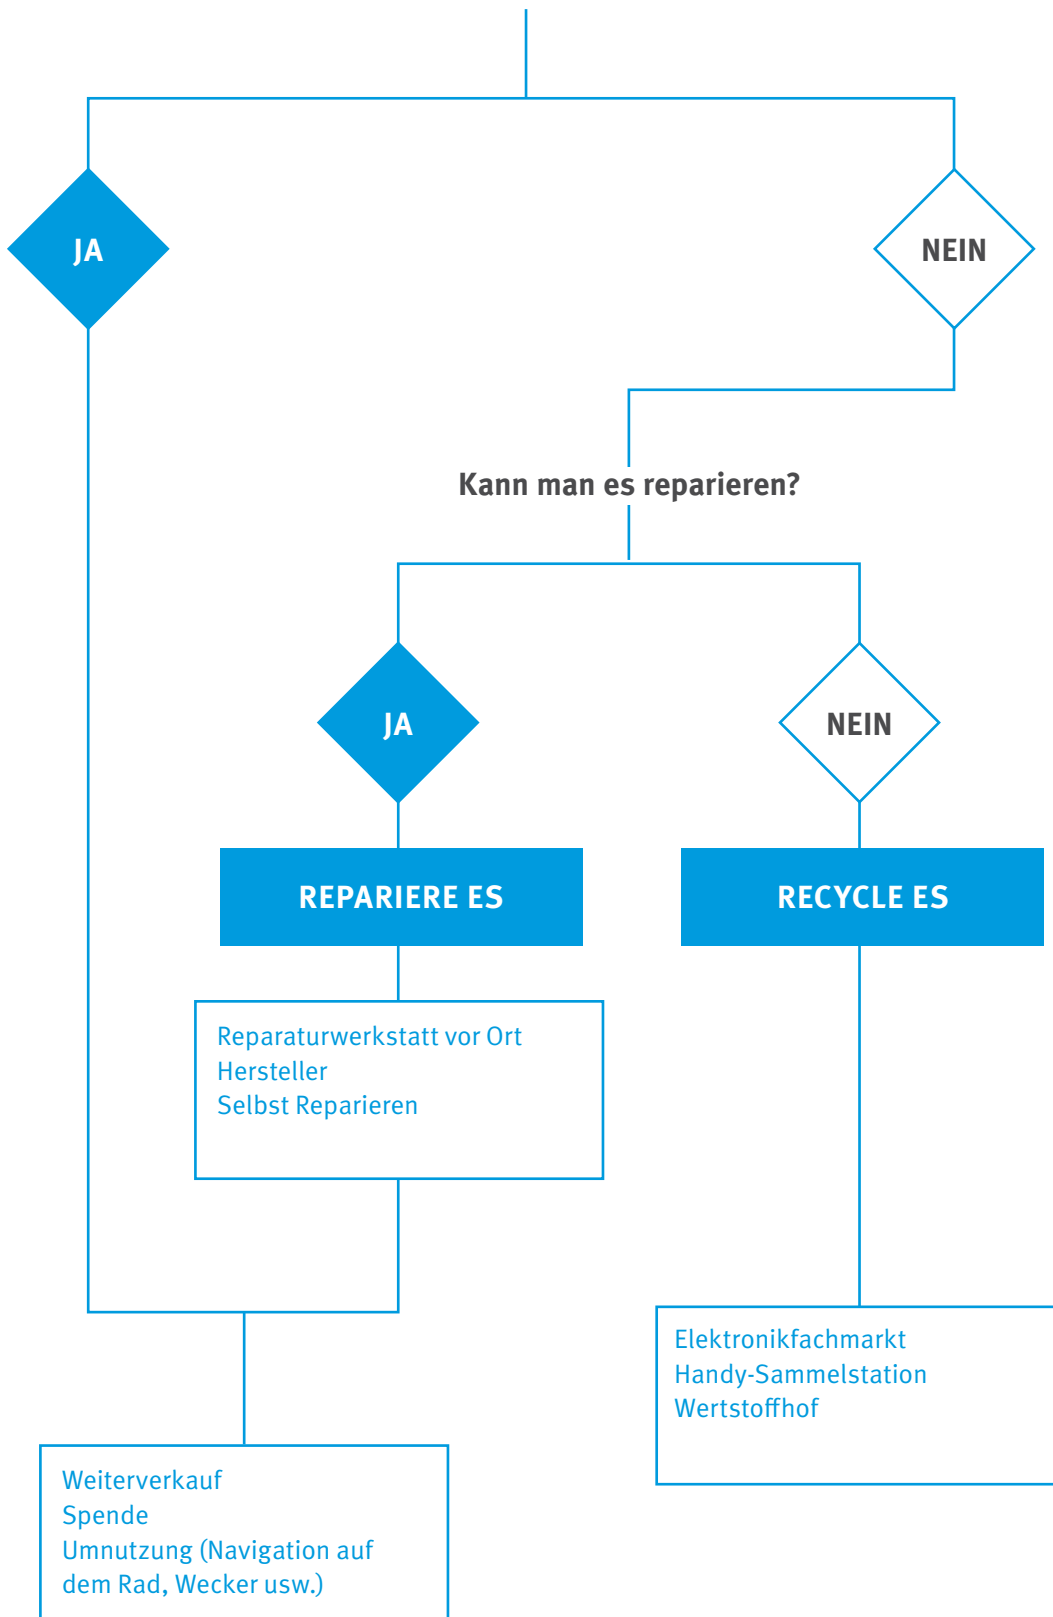 JA
NEIN
Kann man es reparieren?
JA
NEIN
REPARIERE ES
RECYCLE ES
Reparaturwerkstatt vor Ort
Hersteller
Selbst Reparieren
Elektronikfachmarkt
Handy-Sammelstation
Wertstoffhof
Weiterverkauf
Spende
Umnutzung (Navigation auf
dem Rad, Wecker usw.)